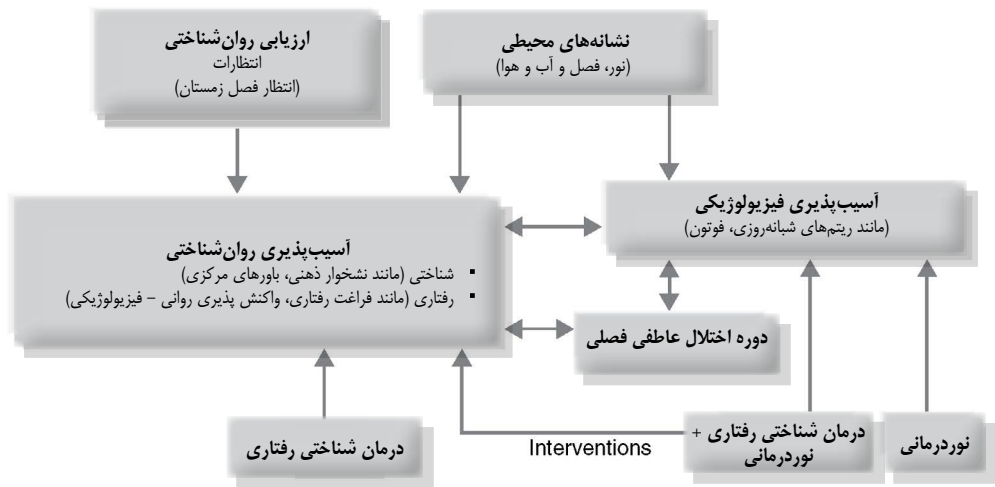 نشانه‌های محیطی
(نور، فصل و آب و هوا)
ارزیابی روان‌شناختی
انتظارات
(انتظار فصل زمستان)
آسیب‌پذیری فیزیولوژیکی
(مانند ریتم‌های شبانه‌روزی، فوتون)
آسیب‌پذیری روان‌شناختی
▪ شناختی (مانند نشخوار ذهنی، باورهای مرکزی)
▪ رفتاری (مانند فراغت رفتاری، واکنش پذیری روانی – فیزیولوژیکی)
دوره اختلال عاطفی فصلی
نوردرمانی
درمان شناختی رفتاری +
نوردرمانی
Interventions
درمان شناختی رفتاری